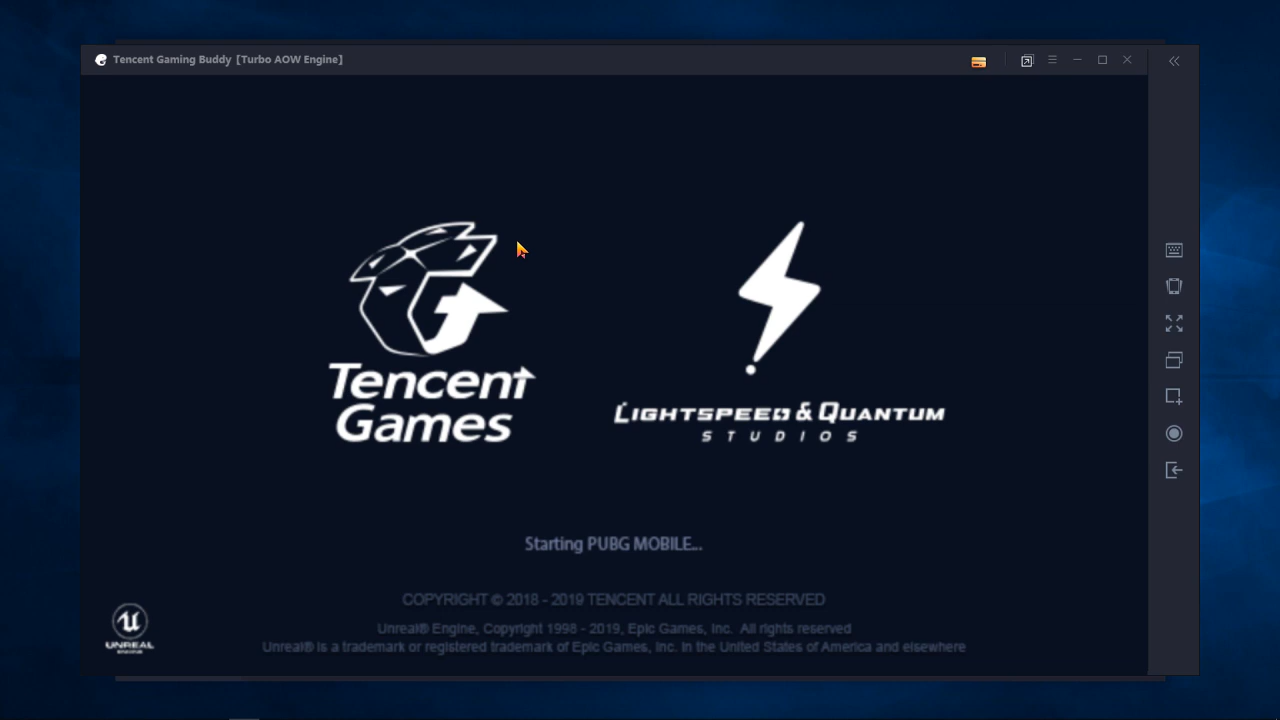 Tencent Gaming Buddy [Turbo AOW Engine]
Tencent
Games
LIGHTSPEED & QUANTUM
STUDIOS
Starting PUBG MOBILE...
COPYRIGHT © 2018 - 2019 TENCENT ALL RIGHTS RESERVED
Unreal® Engine, Copyright 1998 - 2019, Epic Games, Inc. All rights reserved
Unreal® is a trademark or registered trademark of Epic Games, Inc. in the United States of America and elsewhere
UNREAL
ENGINE